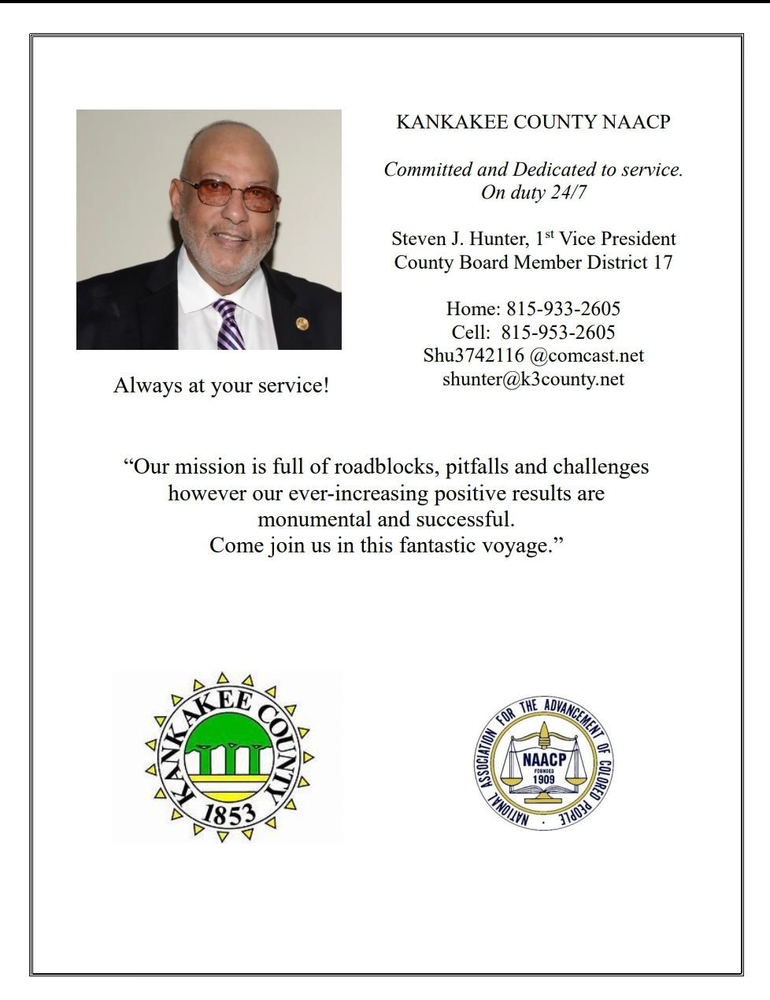 KANKAKEE COUNTY NAACP
Committed and Dedicated to service.
On duty 24/7
Steven J. Hunter, 1st Vice President
County Board Member District 17
Home: 815-933-2605
Cell:  815-953-2605
Shu3742116 @comcast.net
shunter@k3county.net
Always at your service!
“Our mission is full of roadblocks, pitfalls and challenges
however our ever-increasing positive results are
monumental and successful.
Come join us in this fantastic voyage.”
KANKAKEE COUNTY
1853
NATIONAL ASSOCIATION FOR THE ADVANCEMENT OF COLORED PEOPLE
NAACP
FOUNDED
1909